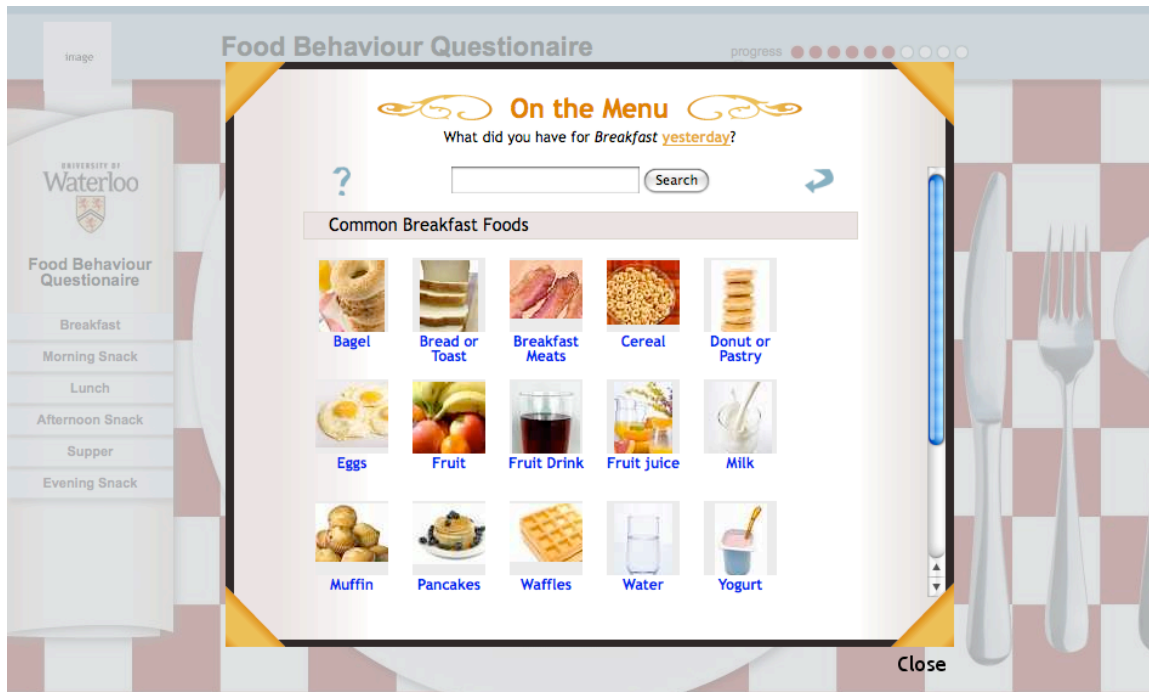 image
Food Behaviour Questionaire
progress
On the Menu
What did you have for Breakfast yesterday?
?
Search
Common Breakfast Foods
UNIVERSITY OF
Waterloo
Food Behaviour
Questionaire
Breakfast
Morning Snack
Lunch
Afternoon Snack
Supper
Evening Snack
Bagel
Bread or
Toast
Breakfast
Meats
Cereal
Donut or
Pastry
Eggs
Fruit
Fruit Drink
Fruit juice
Milk
Muffin
Pancakes
Waffles
Water
Yogurt
Close